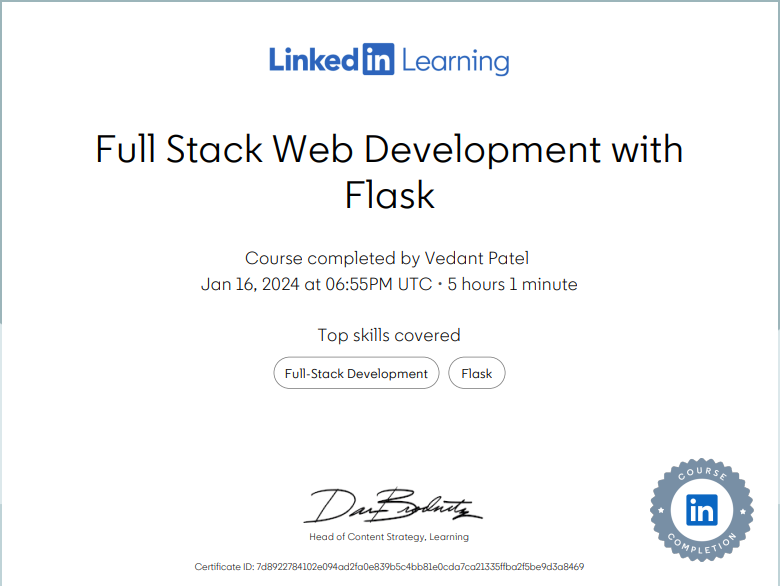 Linked in Learning
Full Stack Web Development with
Flask
Course completed by Vedant Patel
Jan 16, 2024 at 06:55PM UTC • 5 hours 1 minute
Top skills covered
Full-Stack Development Flask
Head of Content Strategy, Learning
COURSE
in
COMPLETION
Certificate ID: 7d8922784102e094ad2fa0e839b5c4bb81e0cda7ca21335ffba2f5be9d3a8469